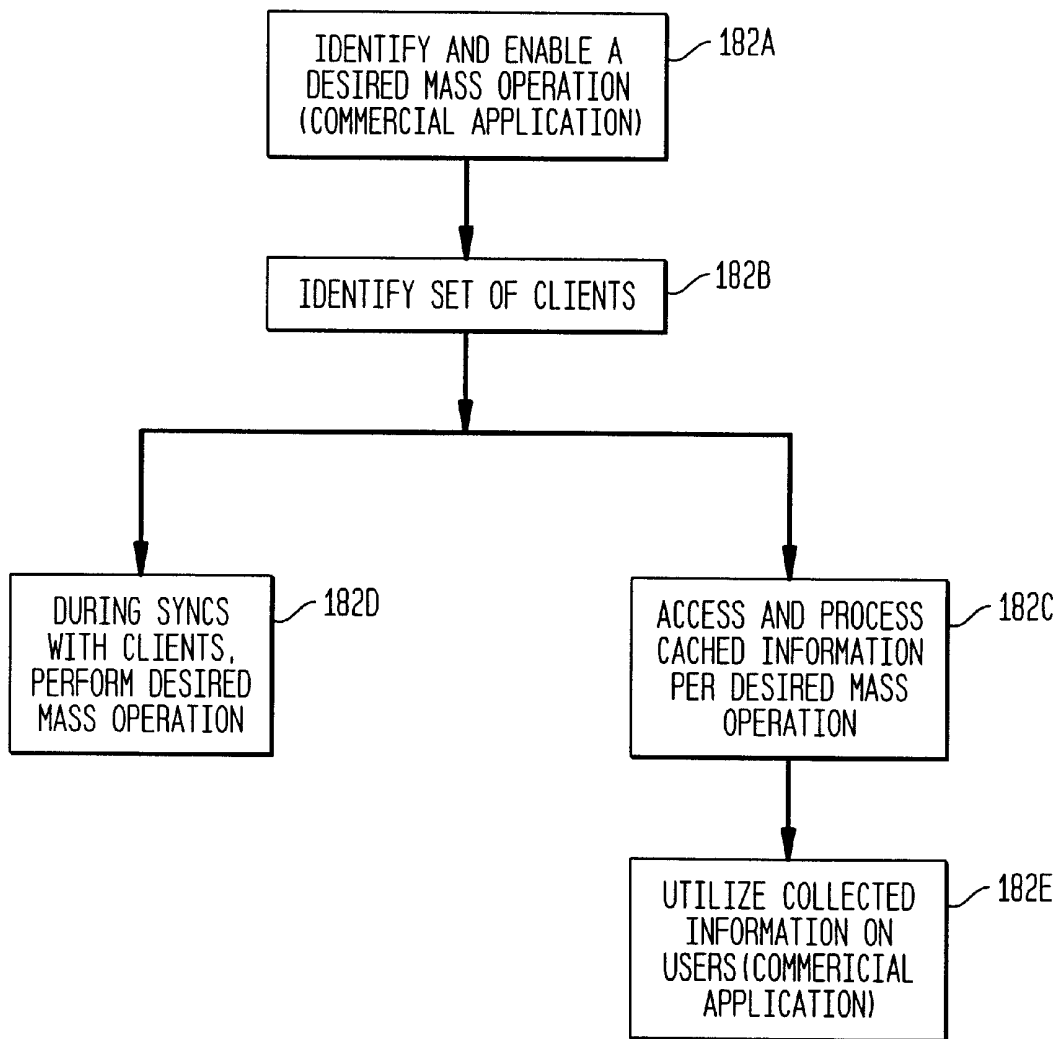 IDENTIFY AND ENABLE A
DESIRED MASS OPERATION
(COMMERCIAL APPLICATION)
182A
IDENTIFY SET OF CLIENTS
182B
DURING SYNCS
WITH CLIENTS,
PERFORM DESIRED
MASS OPERATION
182D
ACCESS AND PROCESS
CACHED INFORMATION
PER DESIRED MASS
OPERATION
182C
UTILIZE COLLECTED
INFORMATION ON
USERS(COMMERICIAL
APPLICATION)
182E